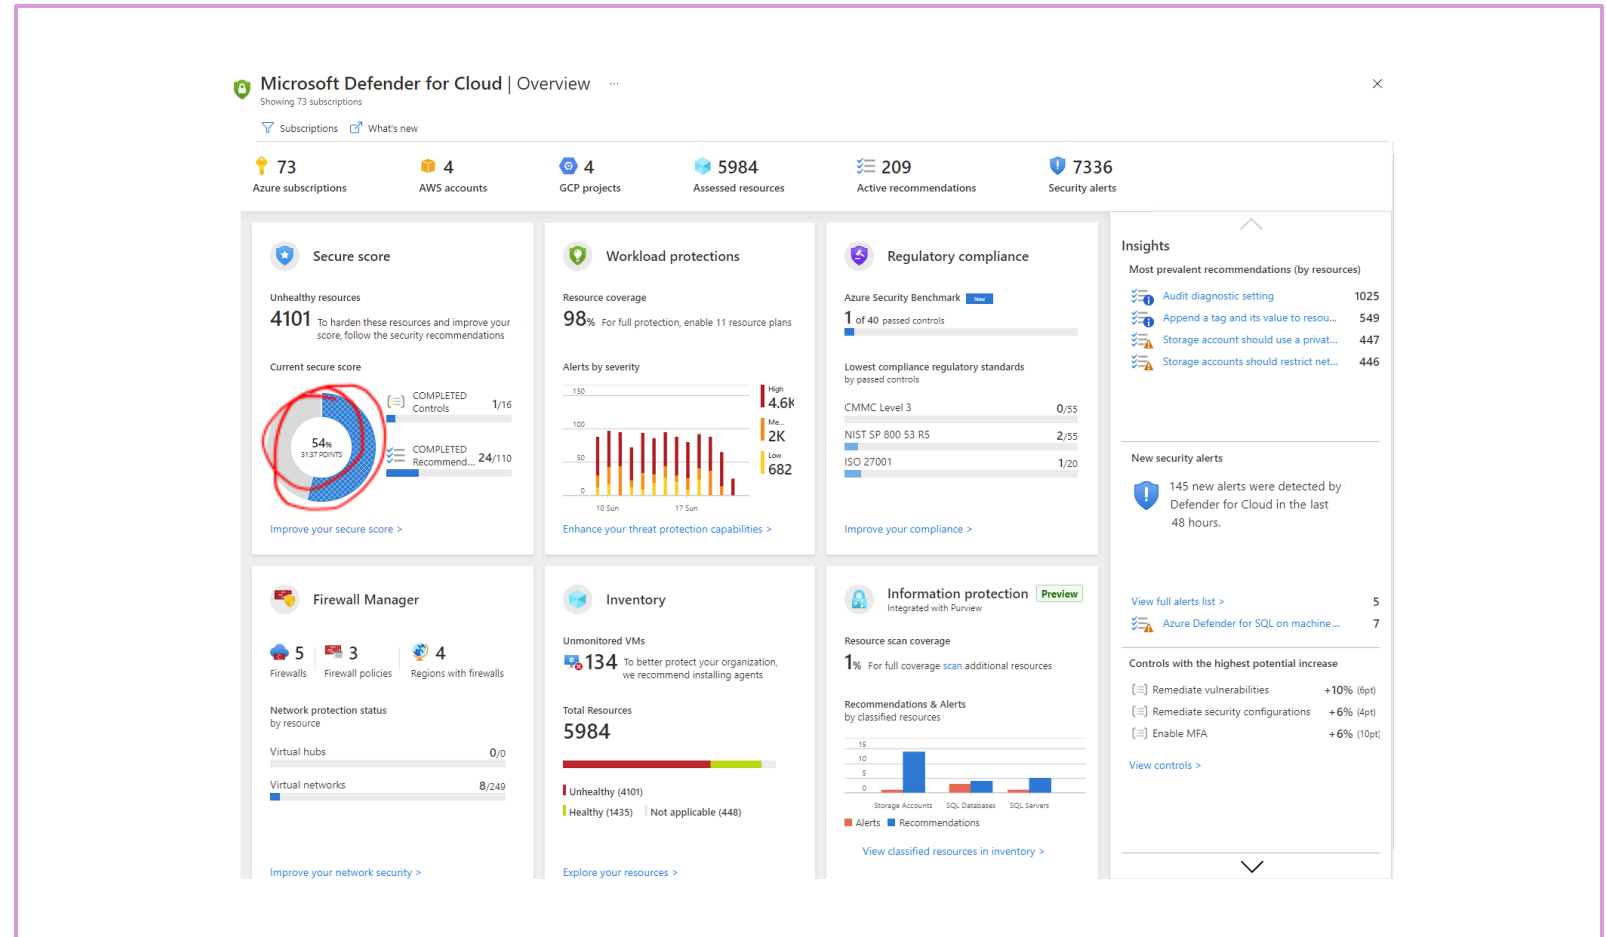 Microsoft Defender for Cloud | Overview ...
Showing 73 subscriptions
Subscriptions What's new
73
Azure subscriptions
4
AWS accounts
4
GCP projects
5984
Assessed resources
209
Active recommendations
7336
Security alerts
Secure score
Unhealthy resources
4101 To harden these resources and improve your
score, follow the security recommendations
Current secure score
54%
31.37 POINTS
COMPLETED
Controls 1/16
COMPLETED
Recommend... 24/110
Improve your secure score >
Workload protections
Resource coverage
98% For full protection, enable 11 resource plans
Alerts by severity
150
100
50
0
10 Sun 17 Sun
High
4.6K
Me...
2K
Low
682
Enhance your threat protection capabilities >
Regulatory compliance
Azure Security Benchmark New
1 of 40 passed controls
Lowest compliance regulatory standards
by passed controls
CMMC Level 3 0/55
NIST SP 800 53 R5 2/55
ISO 27001 1/20
Improve your compliance >
Firewall Manager
5
Firewalls
3
Firewall policies
4
Regions with firewalls
Network protection status
by resource
Virtual hubs 0/0
Virtual networks 8/249
Improve your network security >
Inventory
Unmonitored VMs
134 To better protect your organization,
we recommend installing agents
Total Resources
5984
Unhealthy (4101)
Healthy (1435) Not applicable (448)
Explore your resources >
Information protection Preview
Integrated with Purview
Resource scan coverage
1% For full coverage scan additional resources
Recommendations & Alerts
by classified resources
15
10
5
0
Storage Accounts SQL Databases SQL Servers
Alerts Recommendations
View classified resources in inventory >
Insights
Most prevalent recommendations (by resources)
Audit diagnostic setting 1025
Append a tag and its value to resou... 549
Storage account should use a privat... 447
Storage accounts should restrict net... 446
New security alerts
145 new alerts were detected by
Defender for Cloud in the last
48 hours.
View full alerts list > 5
Azure Defender for SQL on machine... 7
Controls with the highest potential increase
Remediate vulnerabilities +10% (6pt)
Remediate security configurations +6% (4pt)
Enable MFA +6% (10pt)
View controls >